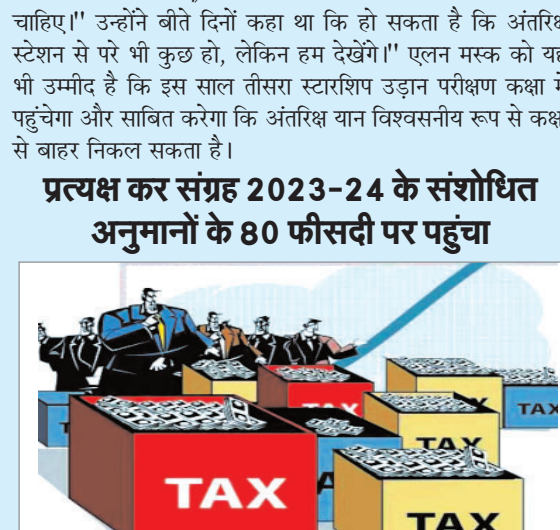 चाहिए।" उन्होंने बीते दिनों कहा था कि हो सकता है कि अंतरिक्ष
स्टेशन से परे भी कुछ हो, लेकिन हम देखेंगे।" एलन मस्क को यह
भी उम्मीद है कि इस साल तीसरा स्टारशिप उड़ान परीक्षण कक्षा में
पहुंचेगा और साबित करेगा कि अंतरिक्ष यान विश्वसनीय रूप से कक्षा
से बाहर निकल सकता है।
प्रत्यक्ष कर संग्रह 2023-24 के संशोधित
अनुमानों के 80 फीसदी पर पहुंचा
TAX
TAX
TAX
TAX
TAX